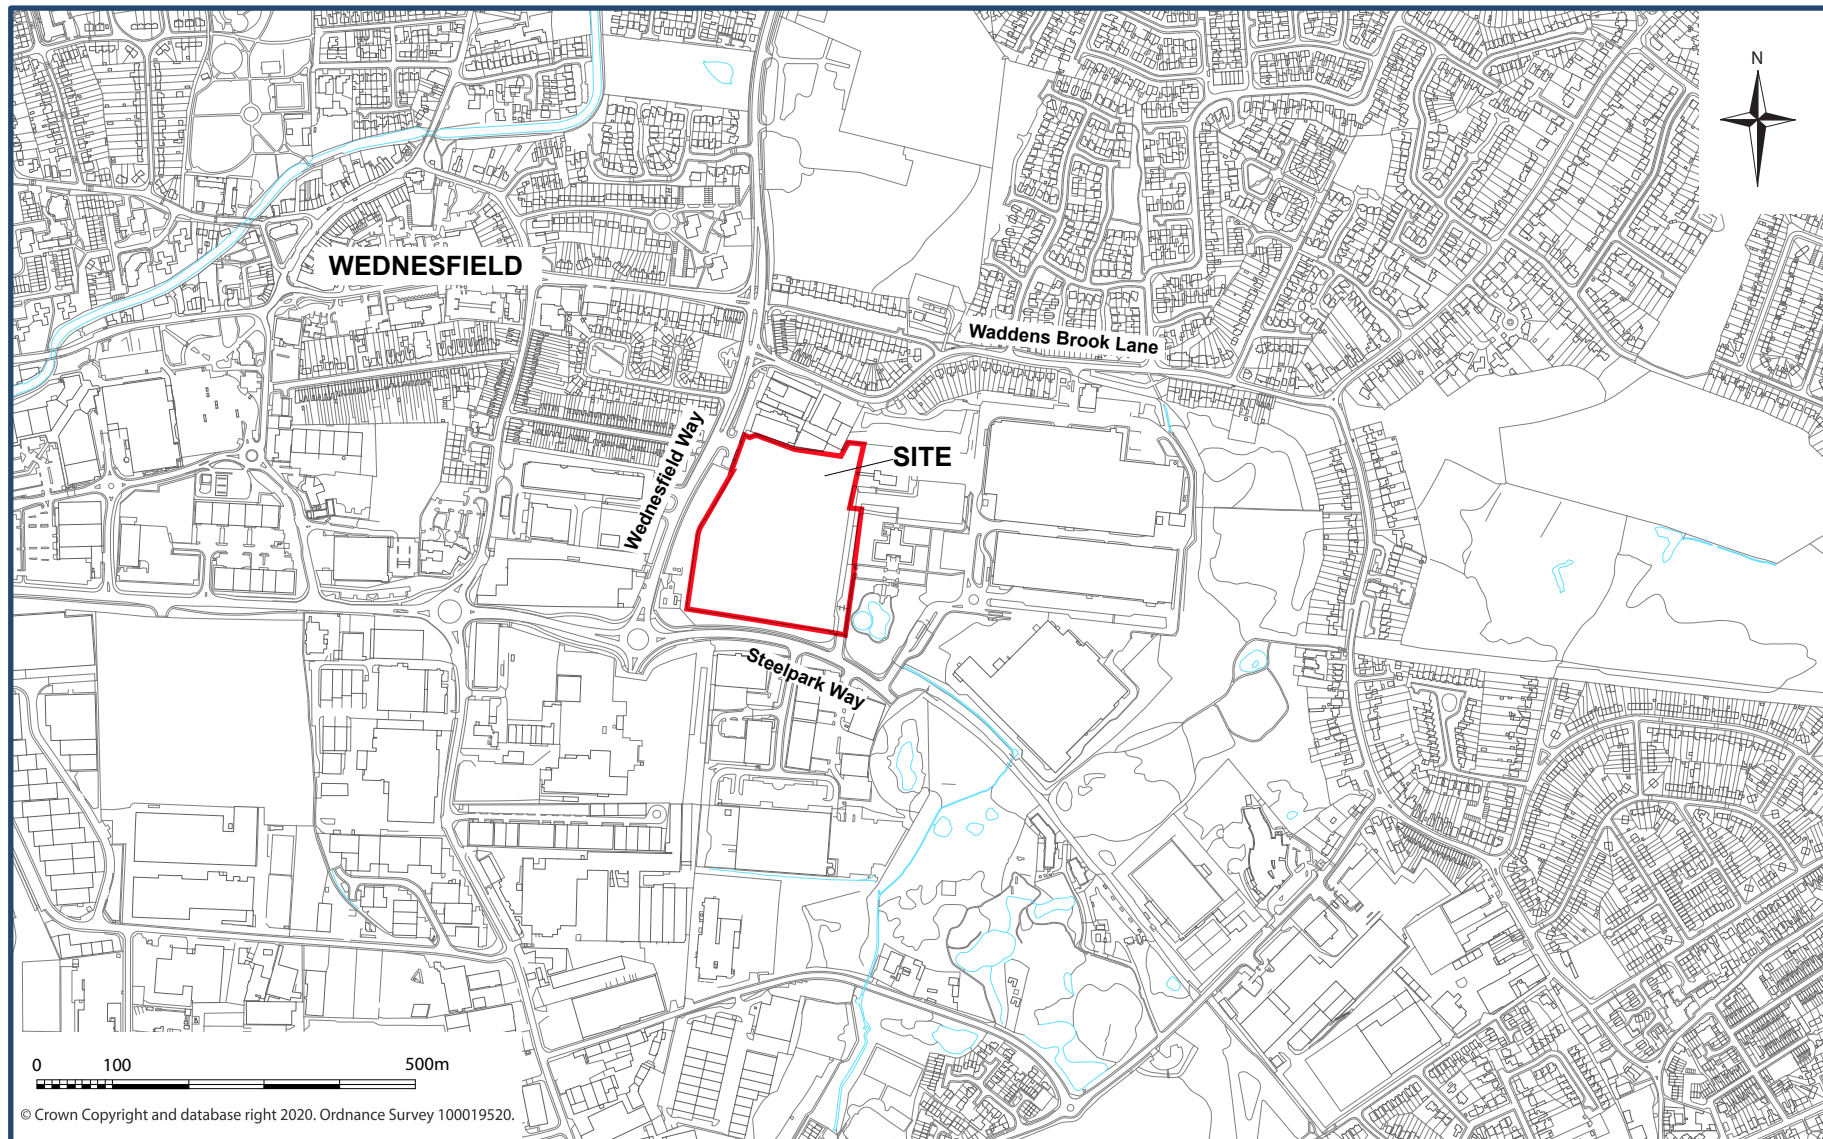 N
WEDNESFIELD
Waddens Brook Lane
Wednesfield Way
SITE
Steelpark Way
0 100 500m
© Crown Copyright and database right 2020. Ordnance Survey 100019520.